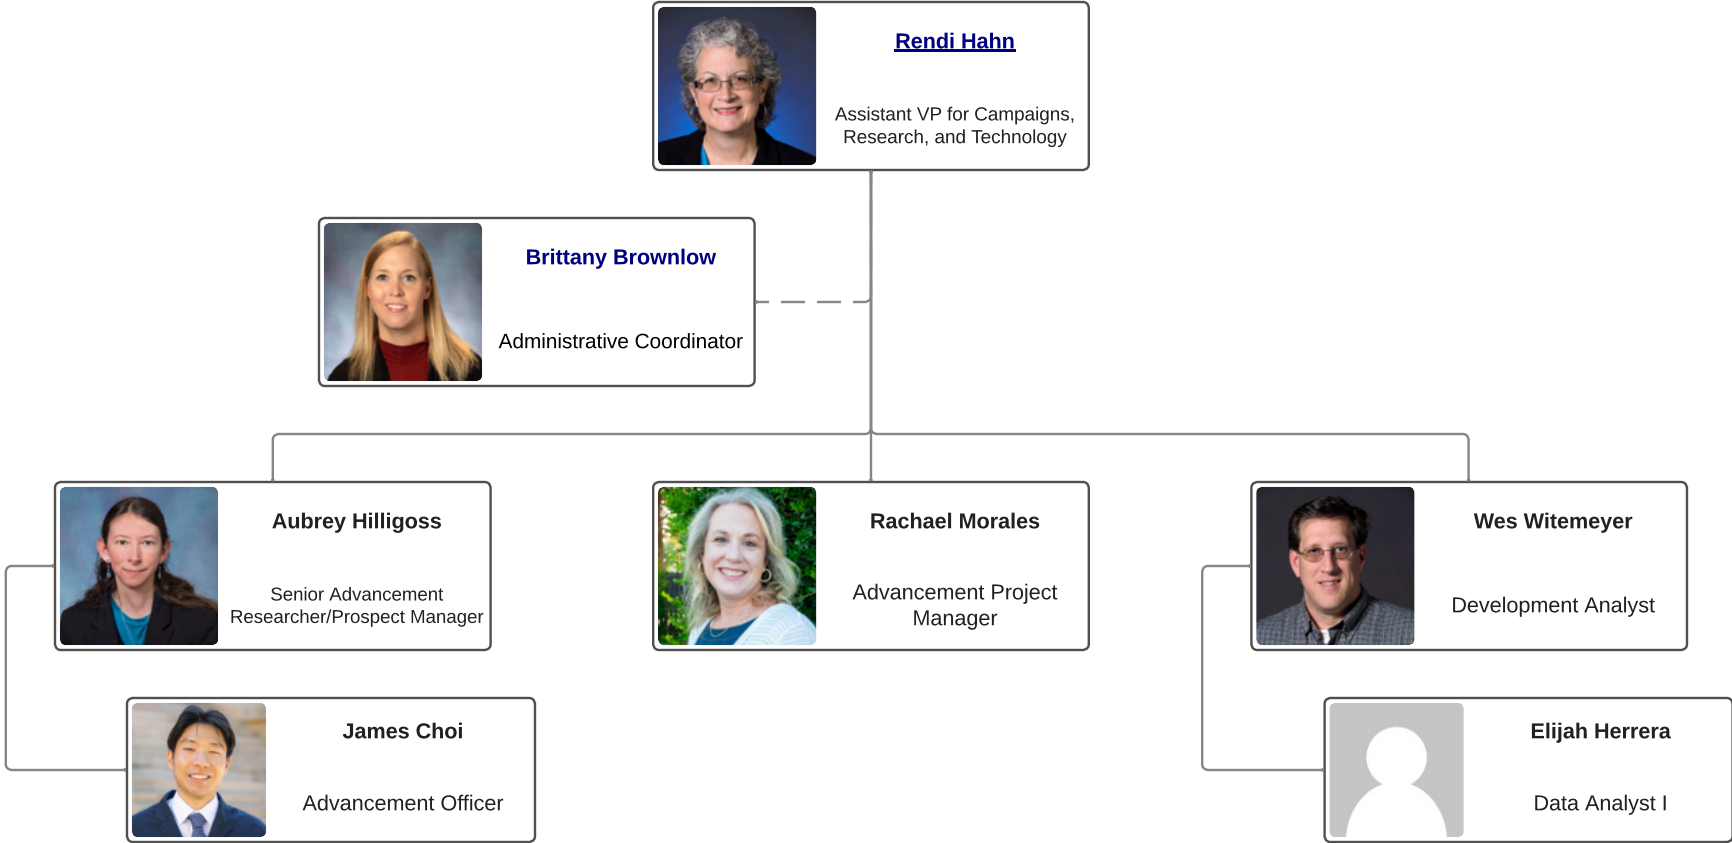 Rendi Hahn
Assistant VP for Campaigns,
Research, and Technology
Brittany Brownlow
Administrative Coordinator
Aubrey Hilligoss
Senior Advancement
Researcher/Prospect Manager
Rachael Morales
Advancement Project
Manager
Wes Witemeyer
Development Analyst
James Choi
Advancement Officer
Elijah Herrera
Data Analyst I